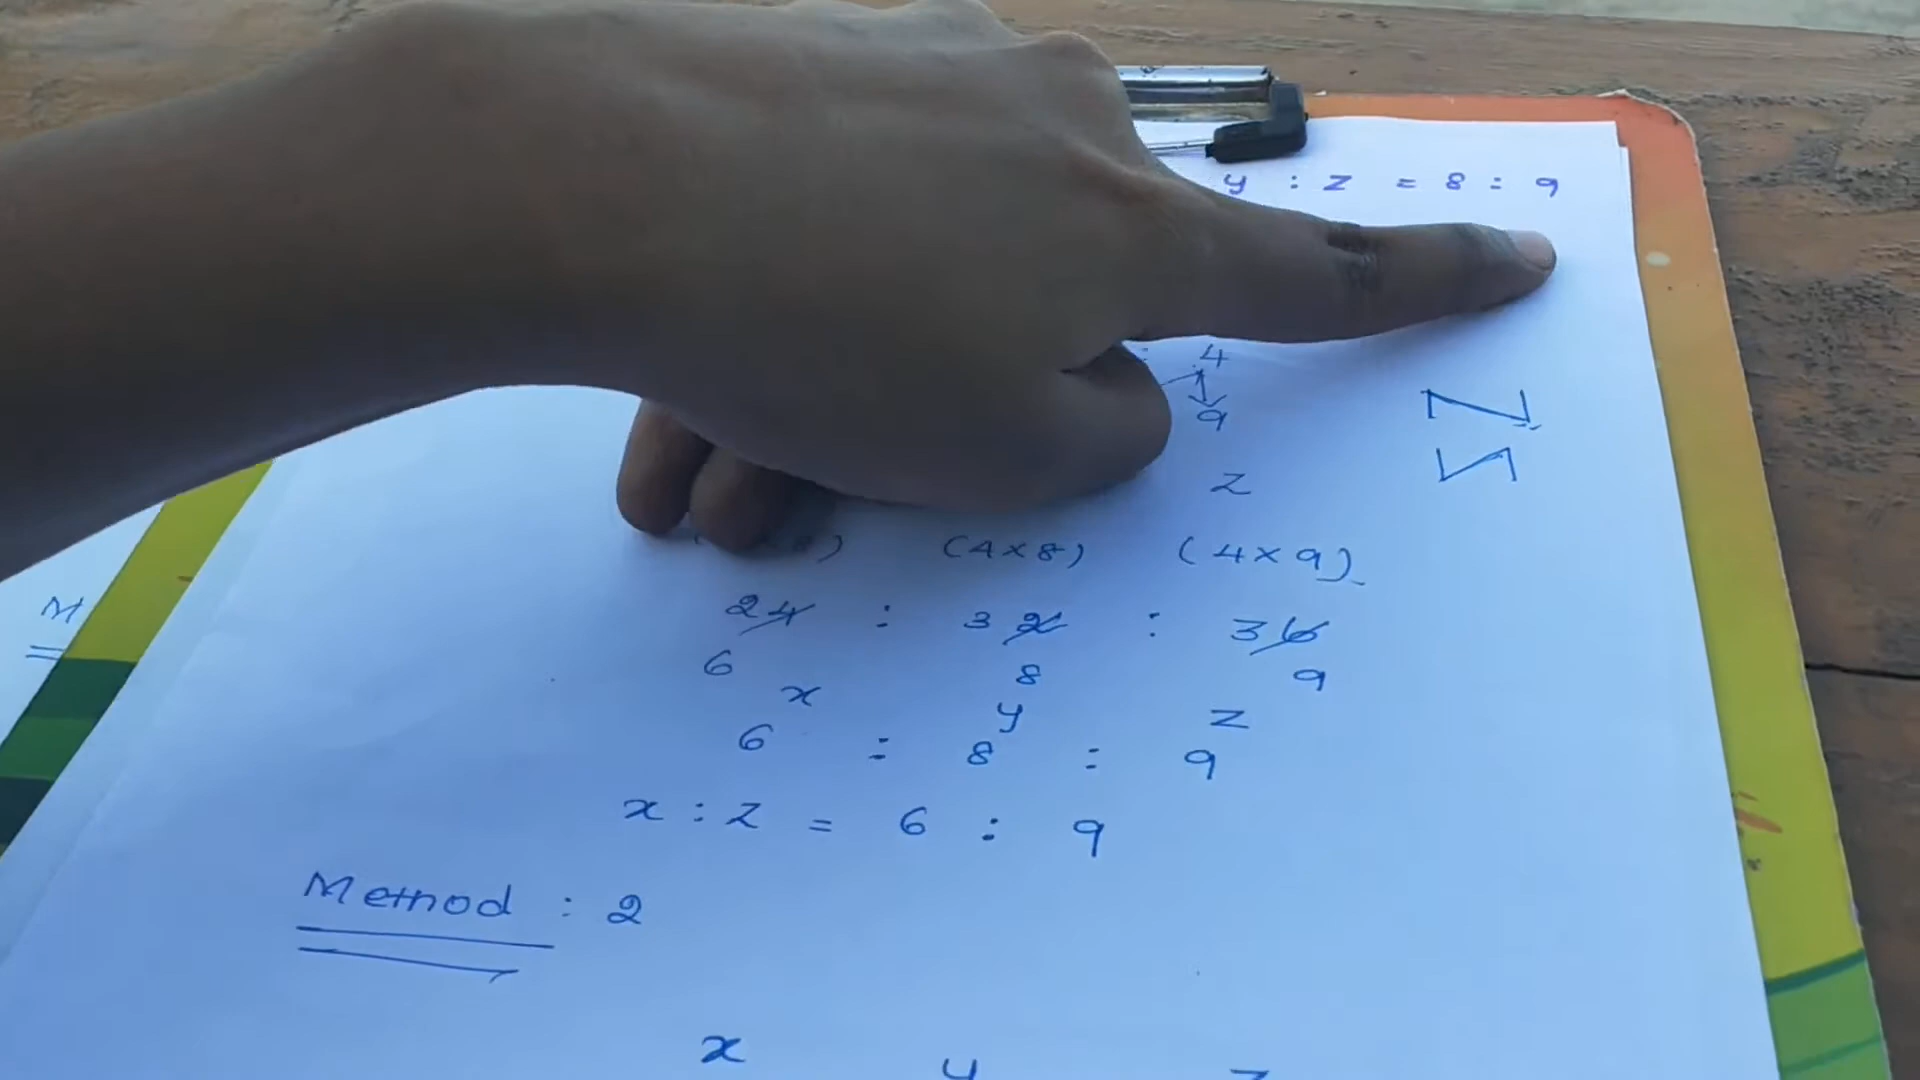 y : z = 8 : 9
: 4
9
z
(4×8) (4×9)
24 : 32 : 36
6 8 9
x y z
6 : 8 : 9
x : z = 6 : 9
Method : 2
x y z
M